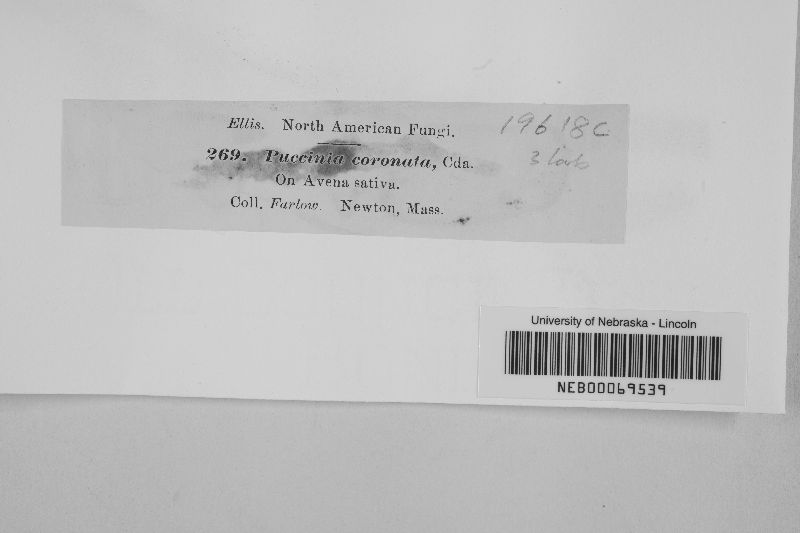 Ellis. North American Fungi.
19618C
269. Puccinia coronata, Cda.
3
On Avena sativa.
Coll. Farlow. Newton, Mass.
University of Nebraska - Lincoln
NEB00069539